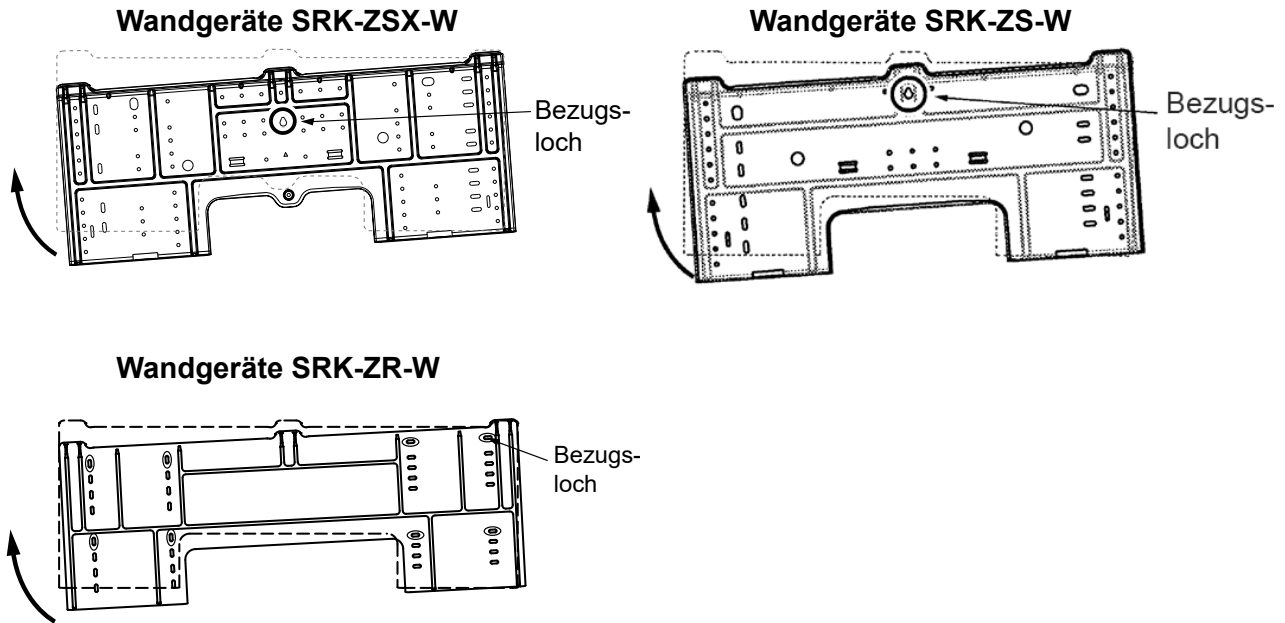 Wandgeräte SRK-ZSX-W
Bezugs-
loch
Wandgeräte SRK-ZS-W
Bezugs-
loch
Wandgeräte SRK-ZR-W
Bezugs-
loch